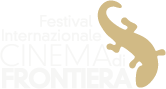 Festival
Internazionale
CINEMA di
FRONTIERA